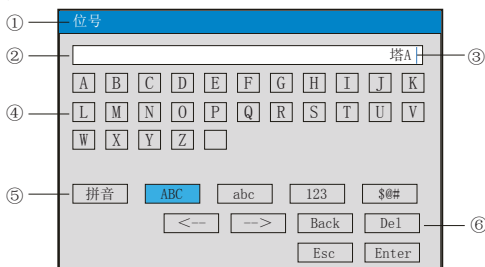 ① 位号
② 塔A ③
A B C D E F G H I J K
④ L M N O P Q R S T U V
W X Y Z
⑤ 拼音 ABC abc 123 $@#
<-- --> Back Del ⑥
Esc Enter